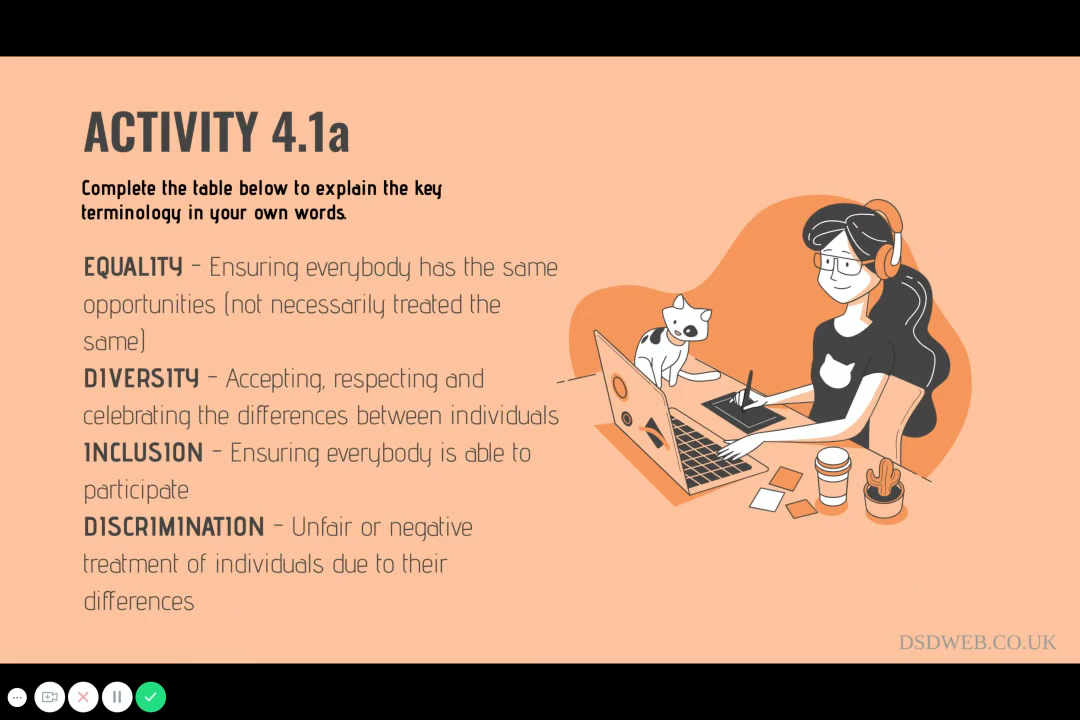 ACTIVITY 4.1a
Complete the table below to explain the key
terminology in your own words.
EQUALITY - Ensuring everybody has the same
opportunities (not necessarily treated the
same)
DIVERSITY - Accepting, respecting and
celebrating the differences between individuals
INCLUSION - Ensuring everybody is able to
participate
DISCRIMINATION - Unfair or negative
treatment of individuals due to their
differences
DSDWEB.CO.UK